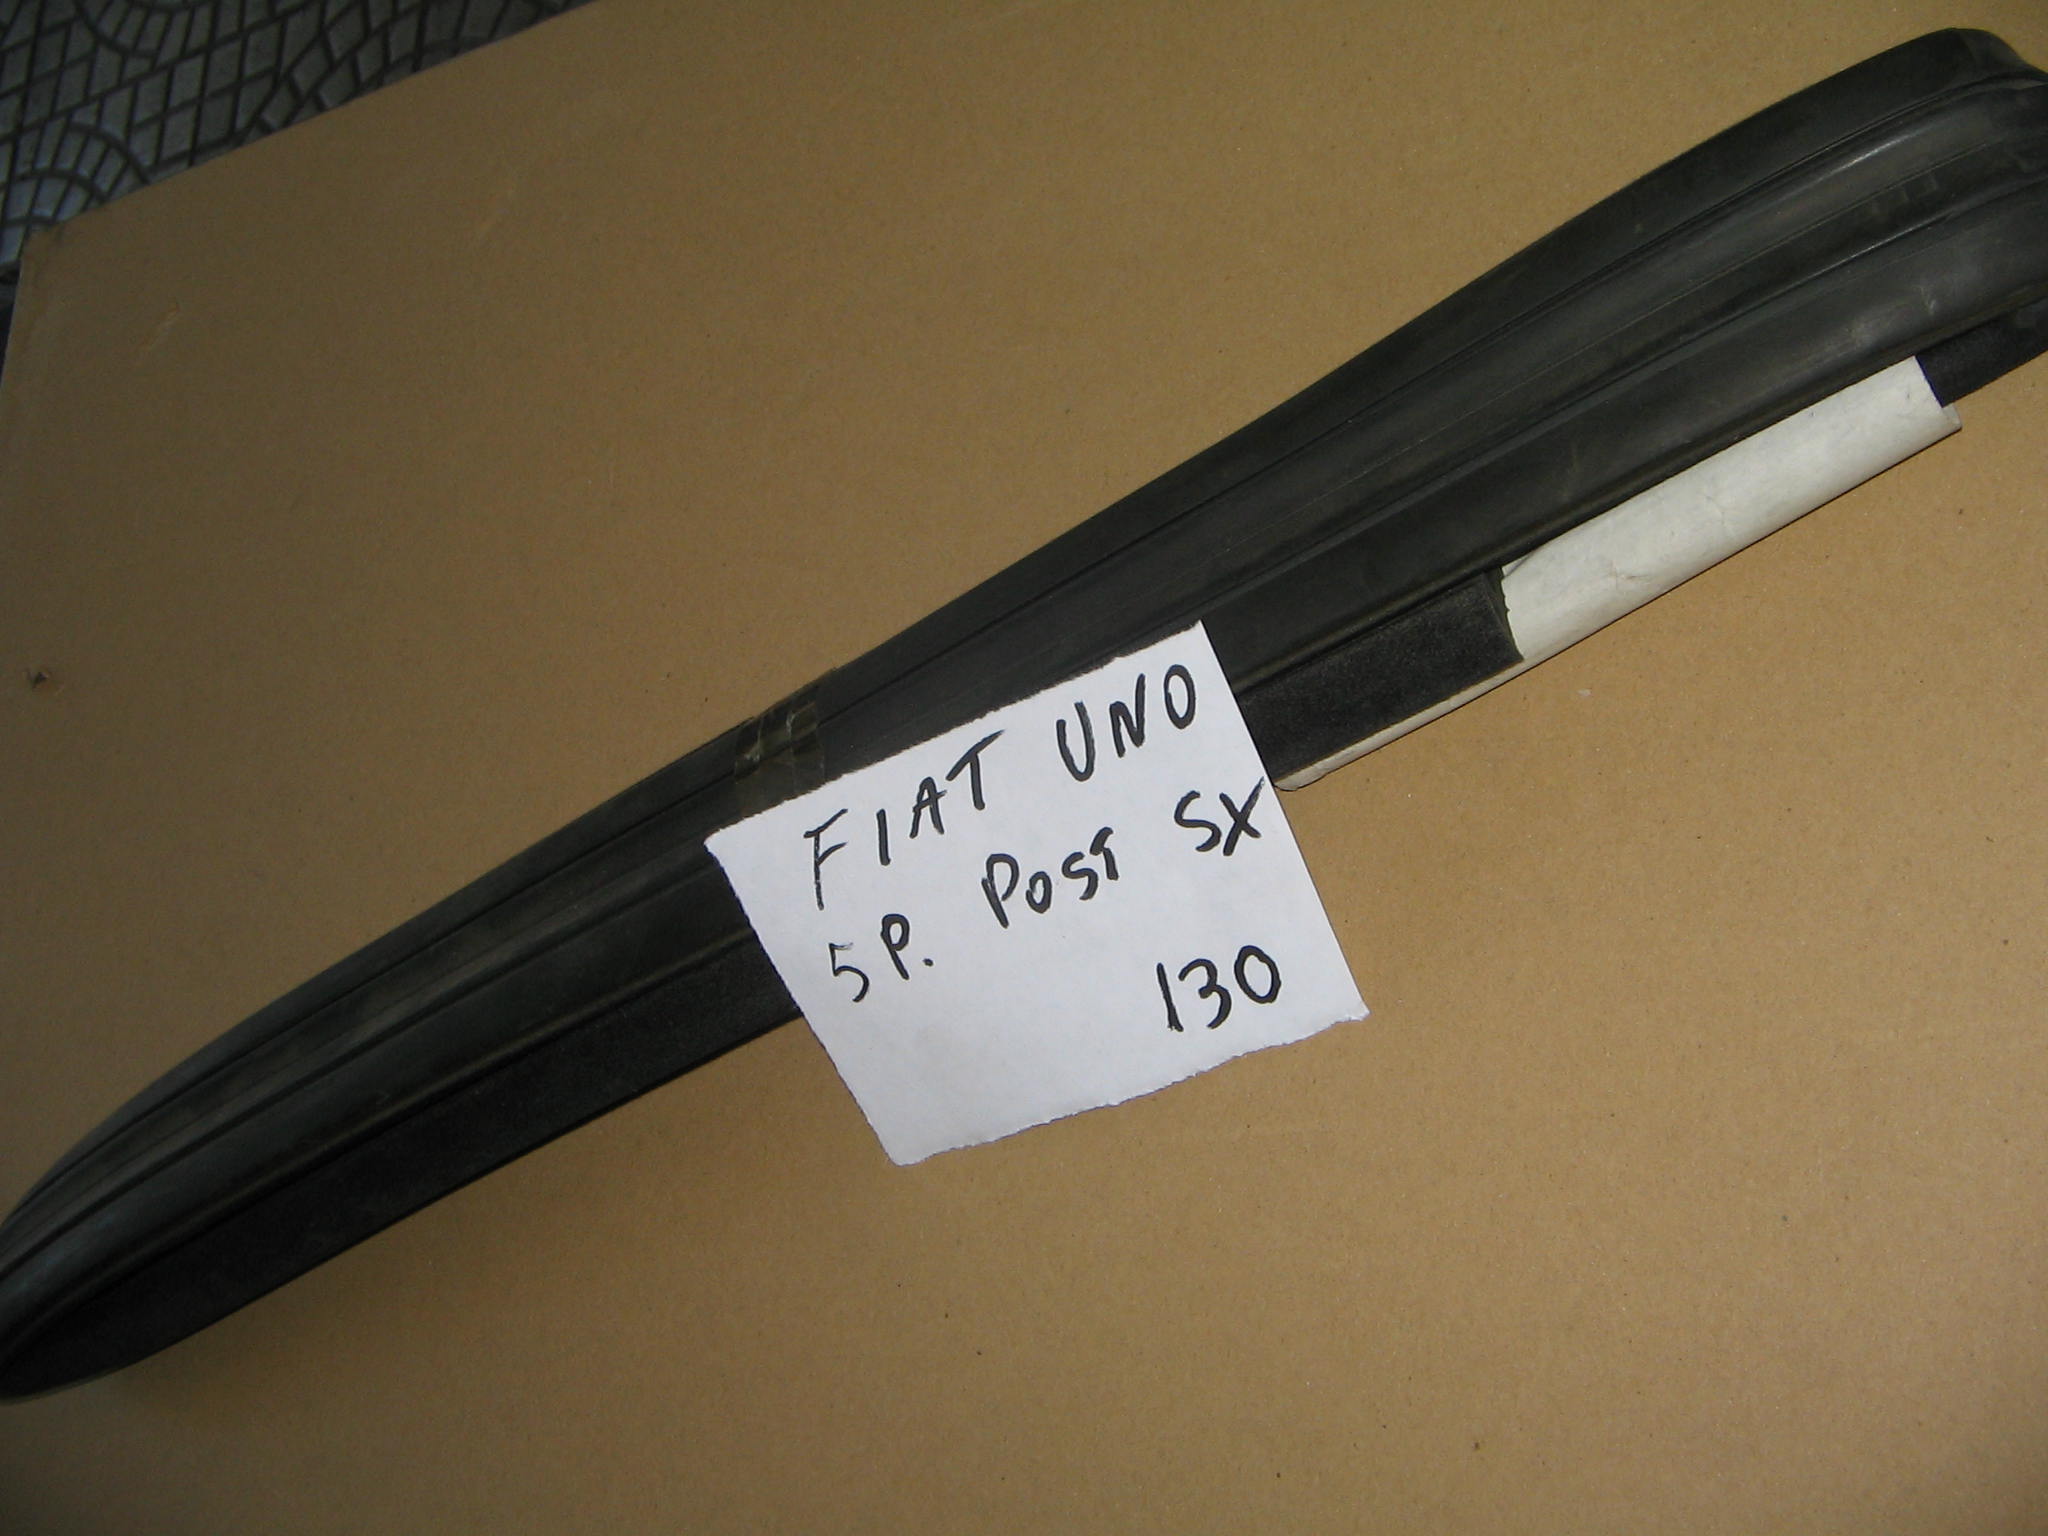 FIAT UNO
5P. POST SX
130